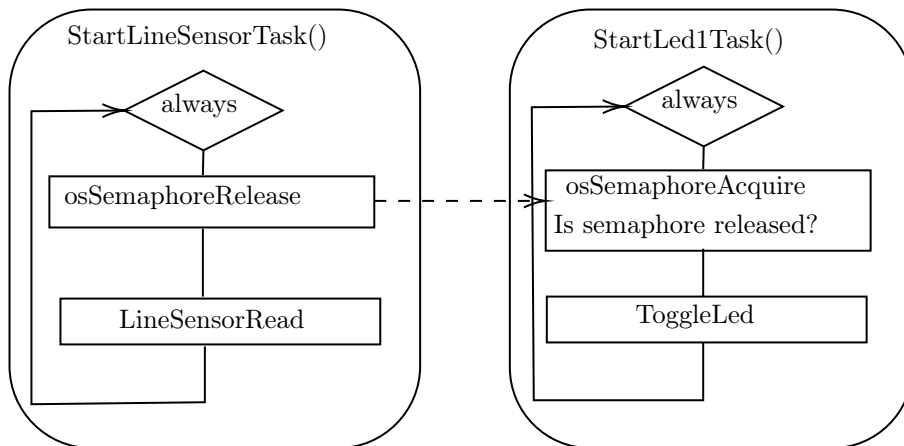 StartLineSensorTask()
always
osSemaphoreRelease
LineSensorRead
StartLed1Task()
always
osSemaphoreAcquire
Is semaphore released?
ToggleLed